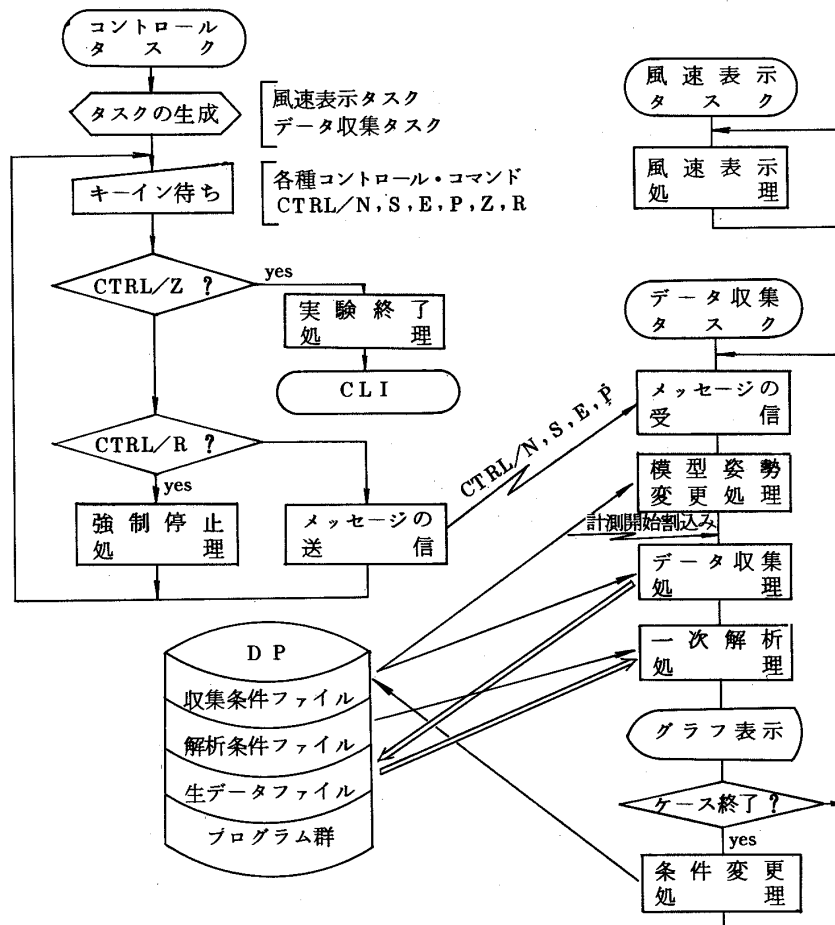 コントロール
タスク
タスクの生成
風速表示タスク
データ収集タスク
キーイン待ち
各種コントロール・コマンド
CTRL/N, S, E, P, Z, R
CTRL/Z ?
yes
実験終了
処理
CLI
CTRL/R ?
yes
強制停止
処理
メッセージの
送信
CTRL/N, S, E, P
DP
収集条件ファイル
解析条件ファイル
生データファイル
プログラム群
風速表示
タスク
風速表示
処理
データ収集
タスク
メッセージの
受信
模型姿勢
変更処理
計測開始割込み
データ収集
処理
一次解析
処理
グラフ表示
ケース終了?
yes
条件変更
処理